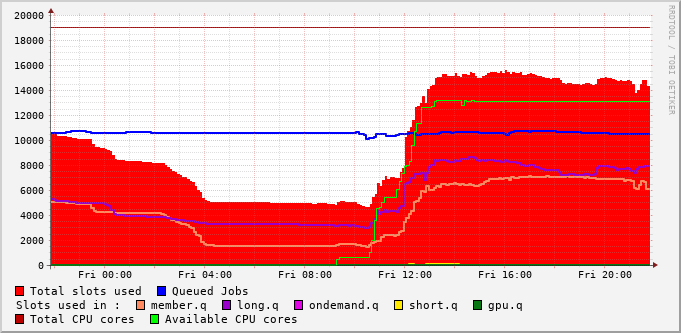 20000
18000
16000
14000
12000
10000
8000
6000
4000
2000
0
Fri 00:00 Fri 04:00 Fri 08:00 Fri 12:00 Fri 16:00 Fri 20:00
Total slots used Queued Jobs
Slots used in : member.q long.q ondemand.q short.q gpu.q
Total CPU cores Available CPU cores
RRDTOOL / TOBI OETIKER